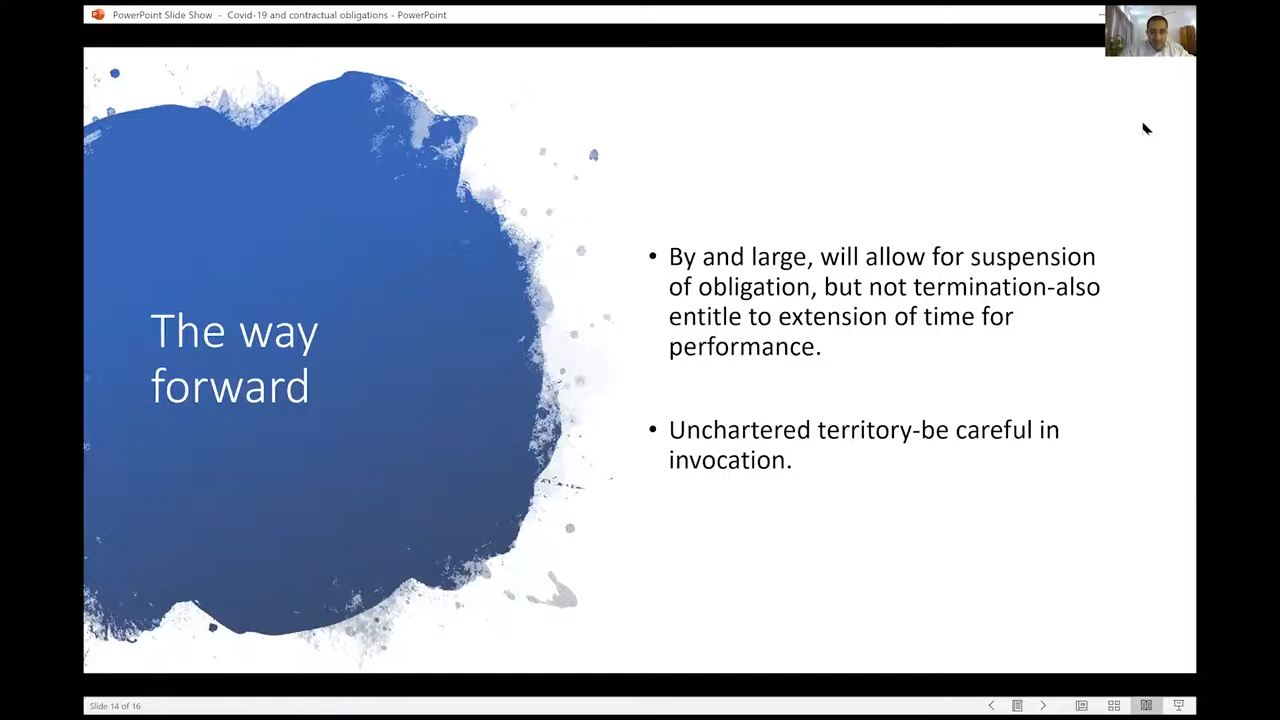 PowerPoint Slide Show - Covid-19 and contractual obligations - PowerPoint
The way
forward
• By and large, will allow for suspension
of obligation, but not termination-also
entitle to extension of time for
performance.
• Unchartered territory-be careful in
invocation.
Slide 14 of 16